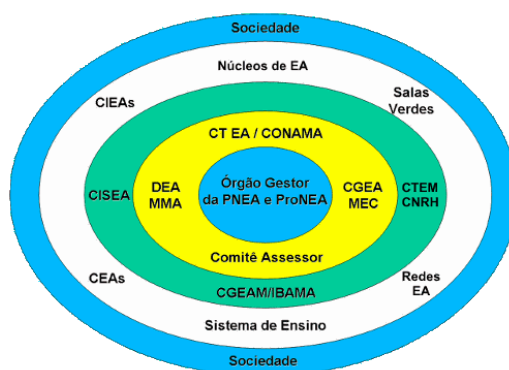 Sociedade
Núcleos de EA
CIEAs
Salas
Verdes
CT EA / CONAMA
CISEA
DEA
MMA
Órgão Gestor
da PNEA e ProNEA
CGEA
MEC
CTEM
CNRH
Comitê Assessor
CEAs
CGEAM/IBAMA
Redes
EA
Sistema de Ensino
Sociedade